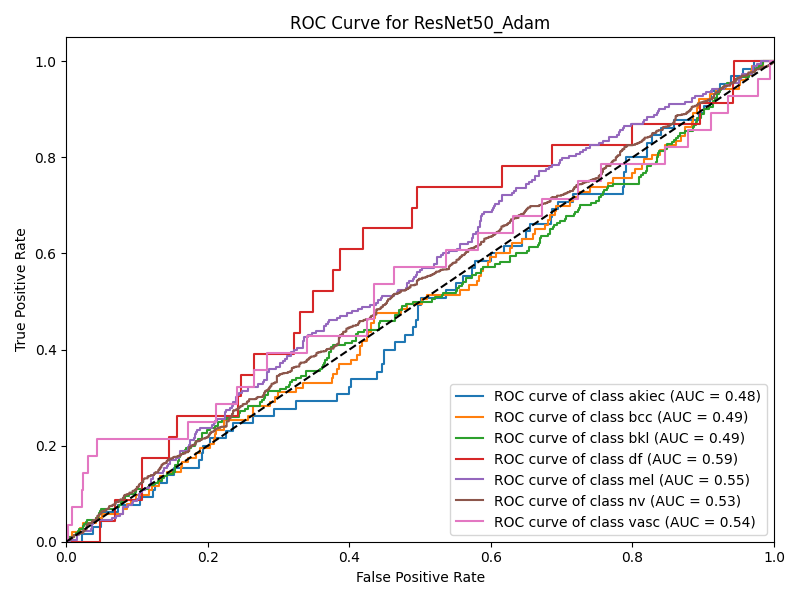 ROC Curve for ResNet50_Adam
True Positive Rate
1.0
0.8
0.6
0.4
0.2
0.0
ROC curve of class akiec (AUC = 0.48)
ROC curve of class bcc (AUC = 0.49)
ROC curve of class bkl (AUC = 0.49)
ROC curve of class df (AUC = 0.59)
ROC curve of class mel (AUC = 0.55)
ROC curve of class nv (AUC = 0.53)
ROC curve of class vasc (AUC = 0.54)
0.0 0.2 0.4 0.6 0.8 1.0
False Positive Rate